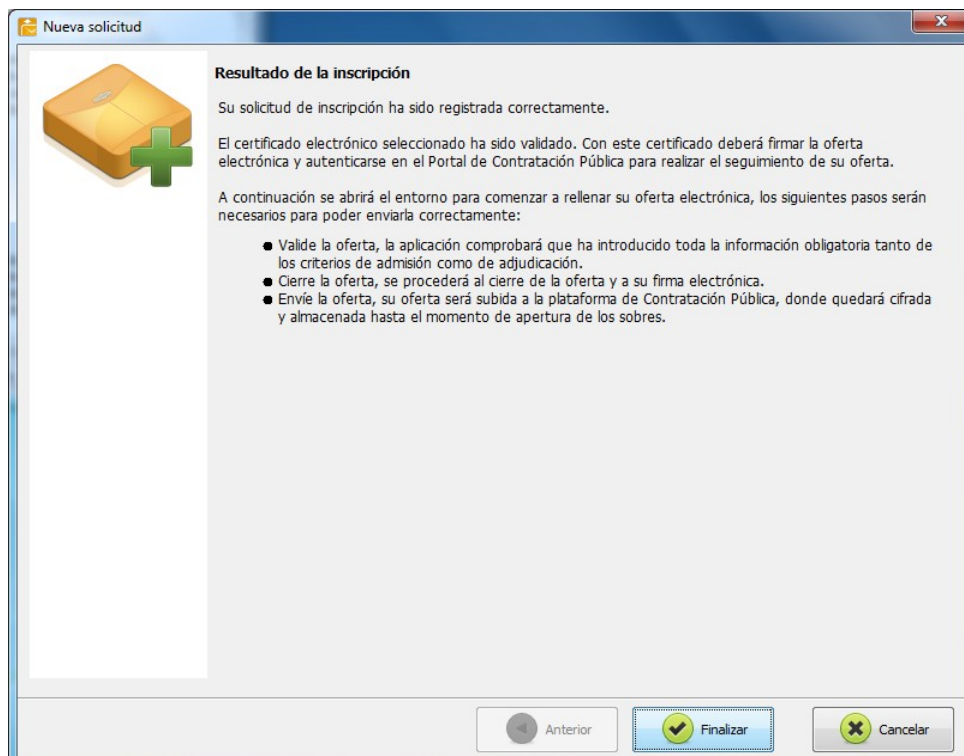 Nueva solicitud
Resultado de la inscripción
Su solicitud de inscripción ha sido registrada correctamente.
El certificado electrónico seleccionado ha sido validado. Con este certificado deberá firmar la oferta
electrónica y autenticarse en el Portal de Contratación Pública para realizar el seguimiento de su oferta.
A continuación se abrirá el entorno para comenzar a rellenar su oferta electrónica, los siguientes pasos serán
necesarios para poder enviarla correctamente:
● Valide la oferta, la aplicación comprobará que ha introducido toda la información obligatoria tanto de
los criterios de admisión como de adjudicación.
● Cierre la oferta, se procederá al cierre de la oferta y a su firma electrónica.
● Envíe la oferta, su oferta será subida a la plataforma de Contratación Pública, donde quedará cifrada
y almacenada hasta el momento de apertura de los sobres.
Anterior
Finalizar
Cancelar